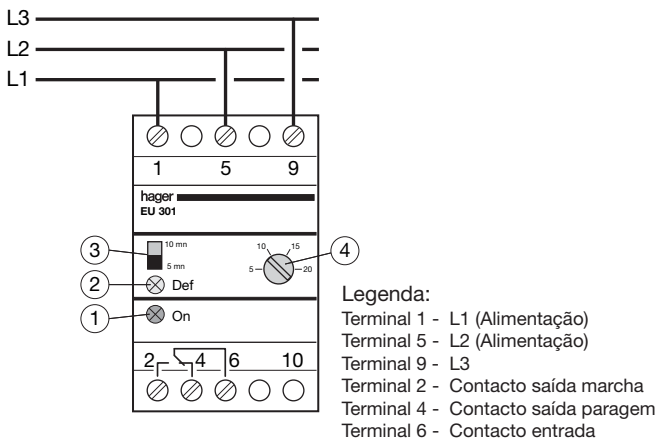 L3
L2
L1
1 5 9
hager
EU 301
10 mn
5 mn
10 15
5 20
3
4
2
Def
1
On
2 4 6 10
Legenda:
Terminal 1 - L1 (Alimentação)
Terminal 5 - L2 (Alimentação)
Terminal 9 - L3
Terminal 2 - Contacto saída marcha
Terminal 4 - Contacto saída paragem
Terminal 6 - Contacto entrada